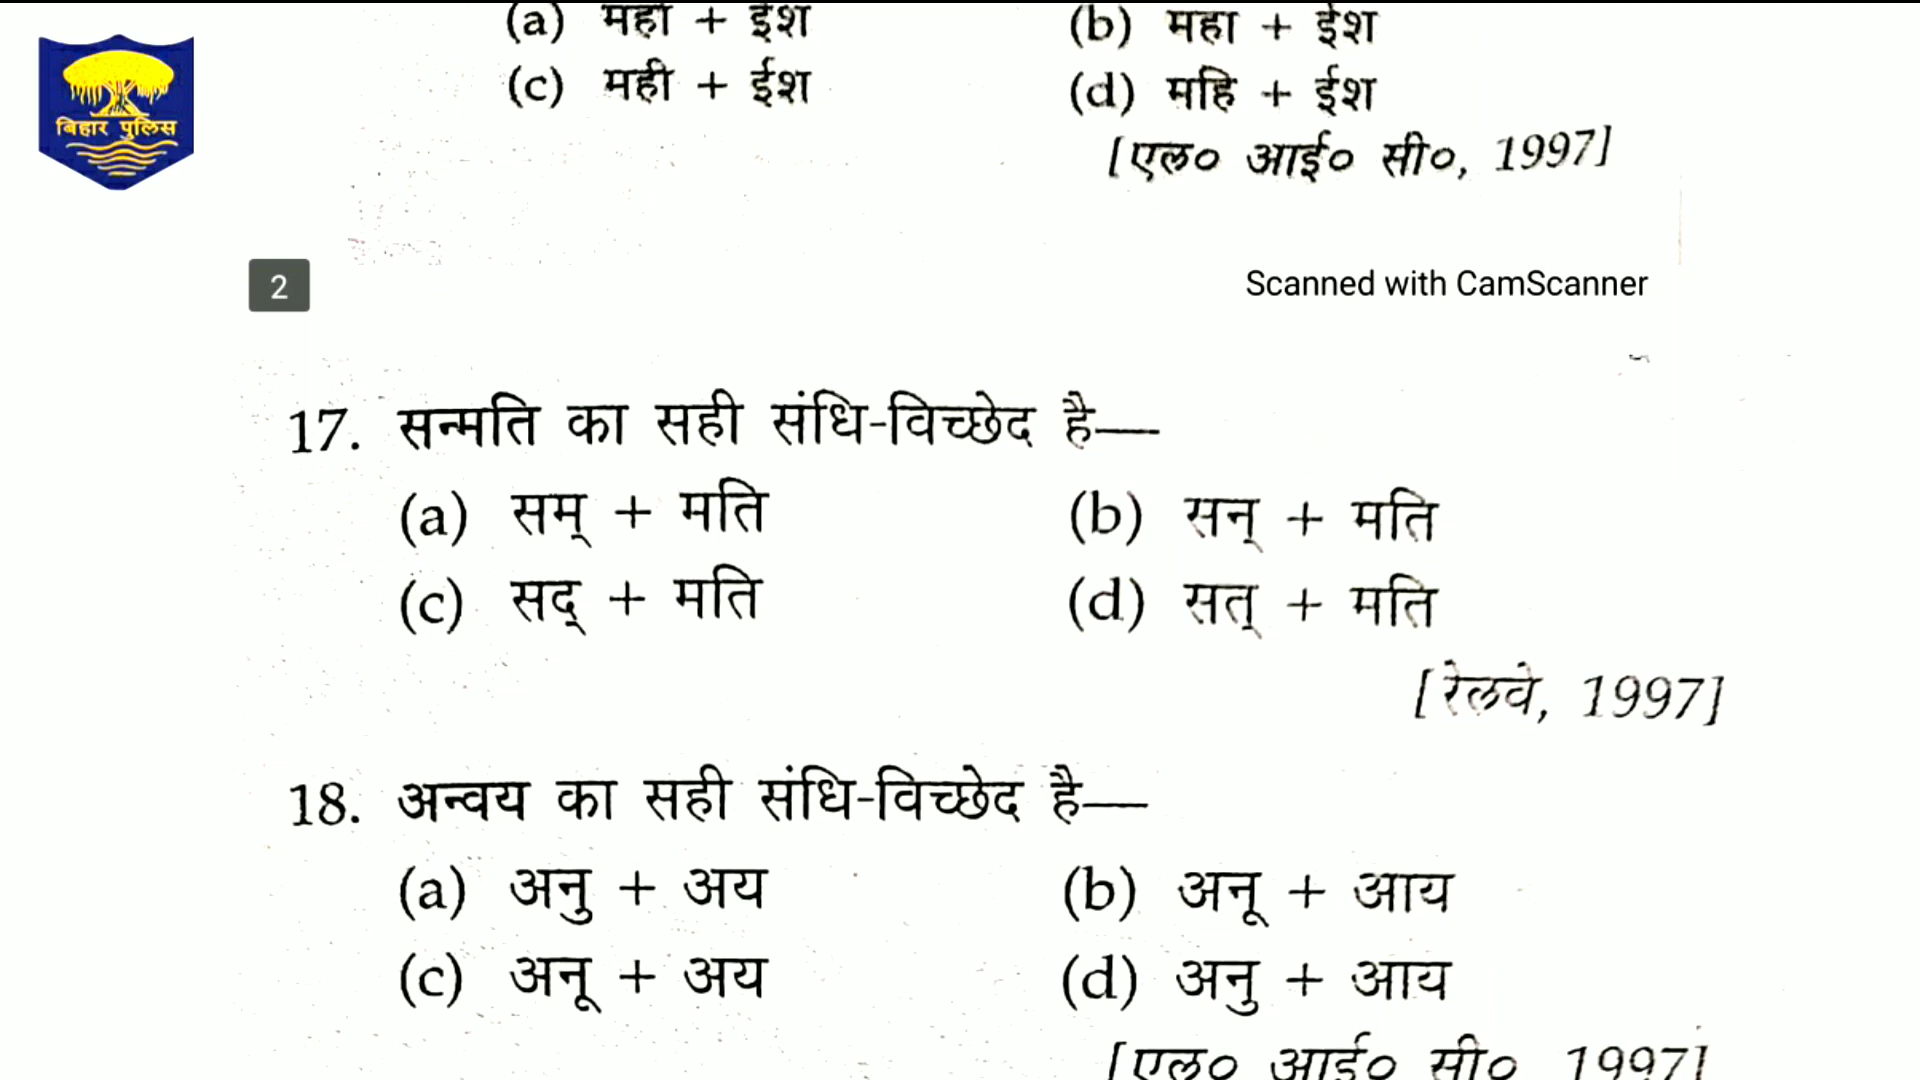 (a) महो + ईश (b) महा + ईश
(c) मही + ईश (d) महि + ईश
[एल० आई० सी०, 1997]
बिहार पुलिस
2
Scanned with CamScanner
17. सन्मति का सही संधि-विच्छेद है—
(a) सम् + मति (b) सन् + मति
(c) सद् + मति (d) सत् + मति
[रेलवे, 1997]
18. अन्वय का सही संधि-विच्छेद है—
(a) अनु + अय (b) अनू + आय
(c) अनू + अय (d) अनु + आय
[एल० आई० सी० 1997]